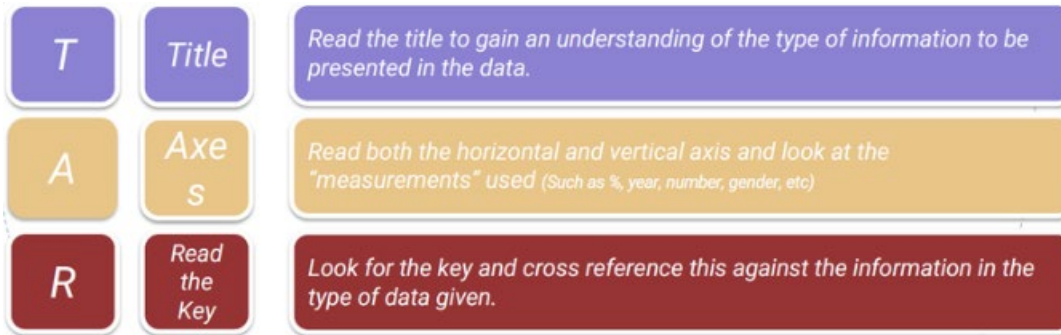 T
Title
Read the title to gain an understanding of the type of information to be
presented in the data.
A
Axe
s
Read both the horizontal and vertical axis and look at the
“measurements” used (Such as %, year, number, gender, etc)
R
Read
the
Key
Look for the key and cross reference this against the information in the
type of data given.